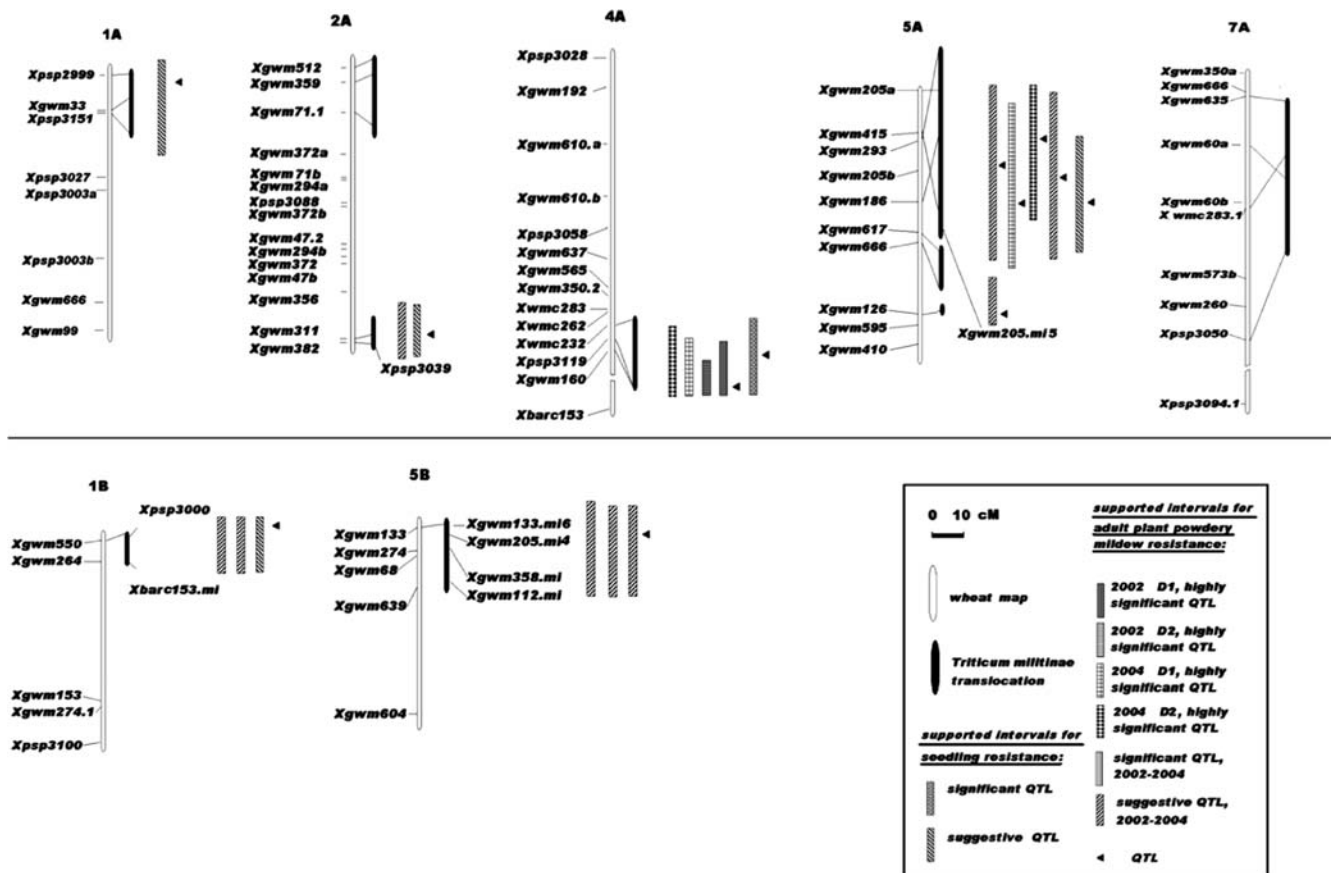 1A
Xpsp2999
Xgwm33
Xpsp3151
Xpsp3027
Xpsp3003a
Xpsp3003b
Xgwm666
Xgwm99
2A
Xgwm512
Xgwm359
Xgwm71.1
Xgwm372a
Xgwm71b
Xgwm294a
Xpsp3088
Xgwm372b
Xgwm47.2
Xgwm294b
Xgwm372
Xgwm47b
Xgwm356
Xgwm311
Xgwm382
Xpsp3039
4A
Xpsp3028
Xgwm192
Xgwm610.a
Xgwm610.b
Xpsp3058
Xgwm637
Xgwm565
Xgwm350.2
Xwmc283
Xwmc262
Xwmc232
Xpsp3119
Xgwm160
Xbarc153
5A
Xgwm205a
Xgwm415
Xgwm293
Xgwm205b
Xgwm186
Xgwm617
Xgwm666
Xgwm126
Xgwm595
Xgwm410
Xgwm205.mi5
7A
Xgwm350a
Xgwm666
Xgwm635
Xgwm60a
Xgwm60b
X wmc283.1
Xgwm573b
Xgwm260
Xpsp3050
Xpsp3094.1
1B
Xpsp3000
Xgwm550
Xgwm264
Xbarc153.mi
Xgwm153
Xgwm274.1
Xpsp3100
5B
Xgwm133
Xgwm274
Xgwm68
Xgwm639
Xgwm604
Xgwm133.mi6
Xgwm205.mi4
Xgwm358.mi
Xgwm112.mi
0 10 cM
wheat map
Triticum militinae
translocation
supported intervals for
seedling resistance:
significant QTL
suggestive QTL
supported intervals for
adult plant powdery
mildew resistance:
2002 D1, highly
significant QTL
2002 D2, highly
significant QTL
2004 D1, highly
significant QTL
2004 D2, highly
significant QTL
significant QTL,
2002-2004
suggestive QTL,
2002-2004
QTL